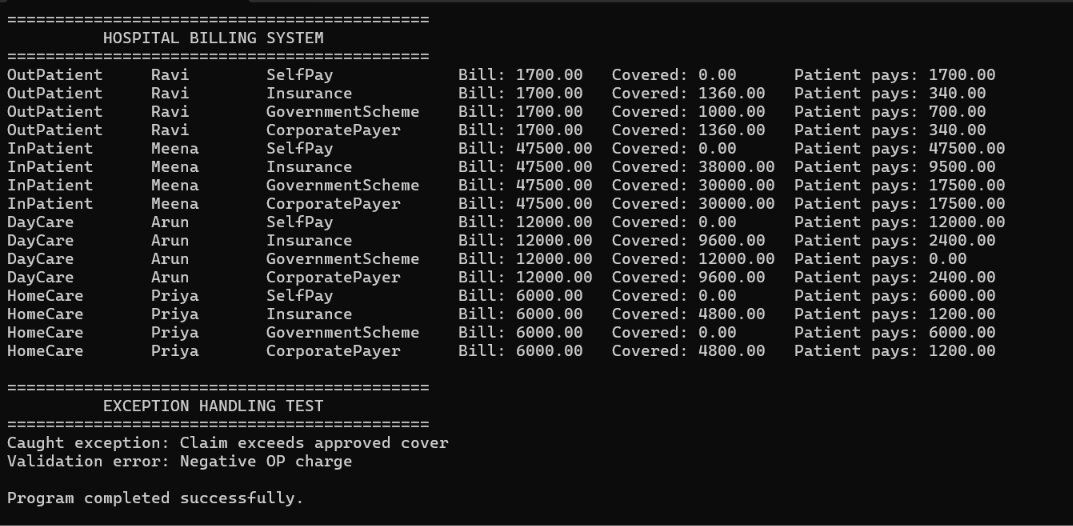 ============================================
          HOSPITAL BILLING SYSTEM
============================================
OutPatient     Ravi        SelfPay             Bill: 1700.00   Covered: 0.00      Patient pays: 1700.00
OutPatient     Ravi        Insurance           Bill: 1700.00   Covered: 1360.00   Patient pays: 340.00
OutPatient     Ravi        GovernmentScheme    Bill: 1700.00   Covered: 1000.00   Patient pays: 700.00
OutPatient     Ravi        CorporatePayer      Bill: 1700.00   Covered: 1360.00   Patient pays: 340.00
InPatient      Meena       SelfPay             Bill: 47500.00  Covered: 0.00      Patient pays: 47500.00
InPatient      Meena       Insurance           Bill: 47500.00  Covered: 38000.00  Patient pays: 9500.00
InPatient      Meena       GovernmentScheme    Bill: 47500.00  Covered: 30000.00  Patient pays: 17500.00
InPatient      Meena       CorporatePayer      Bill: 47500.00  Covered: 30000.00  Patient pays: 17500.00
DayCare        Arun        SelfPay             Bill: 12000.00  Covered: 0.00      Patient pays: 12000.00
DayCare        Arun        Insurance           Bill: 12000.00  Covered: 9600.00   Patient pays: 2400.00
DayCare        Arun        GovernmentScheme    Bill: 12000.00  Covered: 12000.00  Patient pays: 0.00
DayCare        Arun        CorporatePayer      Bill: 12000.00  Covered: 9600.00   Patient pays: 2400.00
HomeCare       Priya       SelfPay             Bill: 6000.00   Covered: 0.00      Patient pays: 6000.00
HomeCare       Priya       Insurance           Bill: 6000.00   Covered: 4800.00   Patient pays: 1200.00
HomeCare       Priya       GovernmentScheme    Bill: 6000.00   Covered: 0.00      Patient pays: 6000.00
HomeCare       Priya       CorporatePayer      Bill: 6000.00   Covered: 4800.00   Patient pays: 1200.00

============================================
          EXCEPTION HANDLING TEST
============================================
Caught exception: Claim exceeds approved cover
Validation error: Negative OP charge

Program completed successfully.